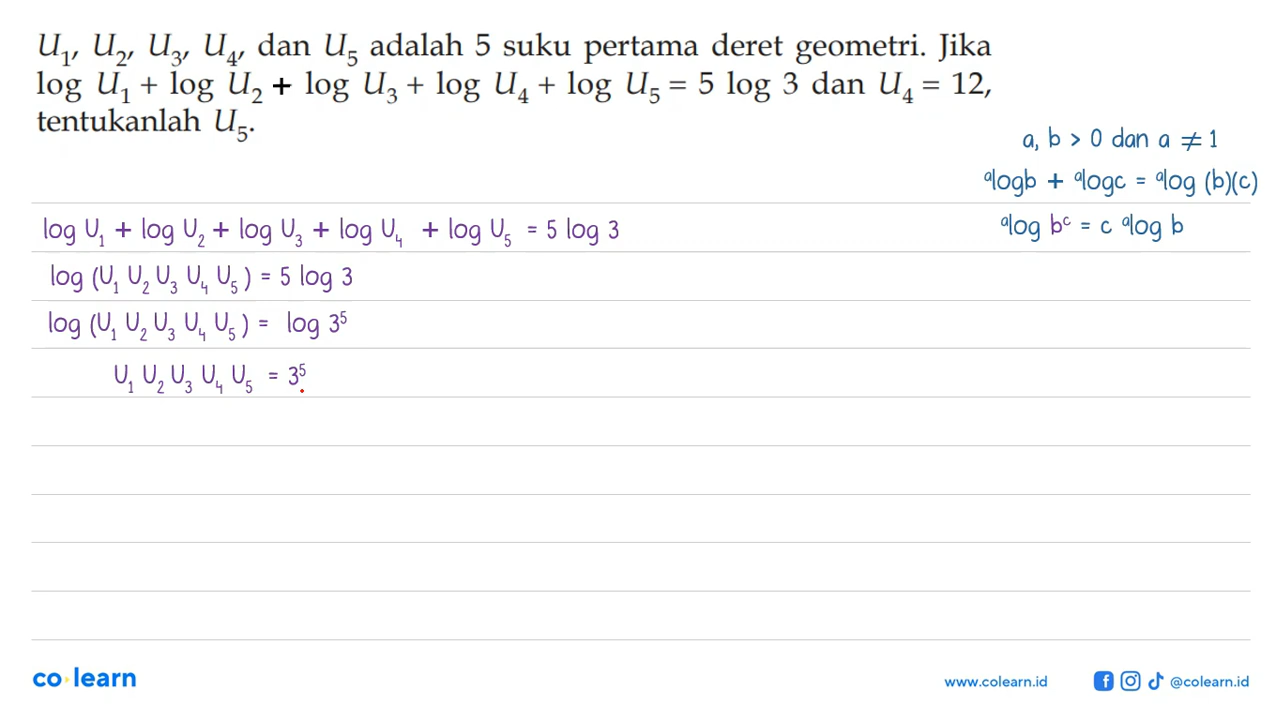 U₁, U₂, U₃, U₄, dan U₅ adalah 5 suku pertama deret geometri. Jika
log U₁ + log U₂ + log U₃ + log U₄ + log U₅ = 5 log 3 dan U₄ = 12,
tentukanlah U₅.
a, b > 0 dan a ≠ 1
ᵃlogb + ᵃlogc = ᵃlog (b)(c)
ᵃlog bᶜ = c ᵃlog b
log U₁ + log U₂ + log U₃ + log U₄ + log U₅ = 5 log 3
log (U₁ U₂ U₃ U₄ U₅) = 5 log 3
log (U₁ U₂ U₃ U₄ U₅) = log 3⁵
U₁ U₂ U₃ U₄ U₅ = 3⁵
co learn
www.colearn.id
@colearn.id